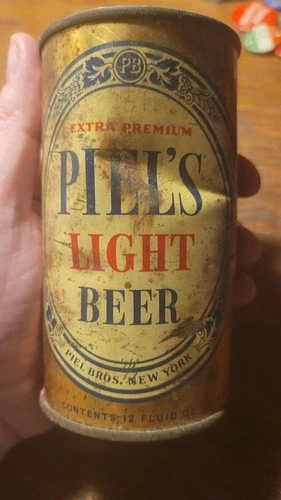 PB
EXTRA PREMIUM
PIEL'S
LIGHT
BEER
PIEL BROS. NEW YORK
CONTENTS 12 FLUID OZ